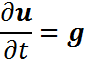 ∂𝒖/∂t = 𝒈